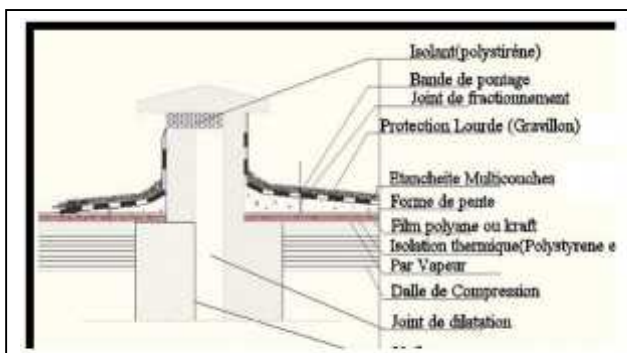 Isolant(polystiréne)
Bande de pontage
Joint de fractionnement
Protection Lourde (Gravillon)
Etancheite Multicouches
Forme de pente
Film polyane ou kraft
Isolation thermique(Polystyrene e
Par Vapeur
Dalle de Compression
Joint de dilatation